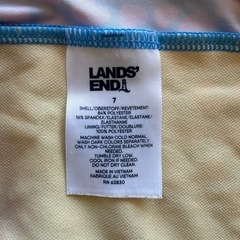 LANDS'
END
7
SHELL/OBERSTOFF/REVETEMENT:
84% POLYESTER
16% SPANDEX/ELASTANE/ELASTAN/
ELASTHANNE
LINING/FUTTER/DOUBLURE:
100% POLYESTER
MACHINE WASH COLD NORMAL
WASH DARK COLORS SEPARATELY
ONLY NON-CHLORINE BLEACH WHEN
NEEDED.
TUMBLE DRY LOW.
COOL IRON IF NEEDED.
DO NOT DRY CLEAN.
MADE IN VIETNAM
FABRIQUE AU VIETNAM
RN 62830